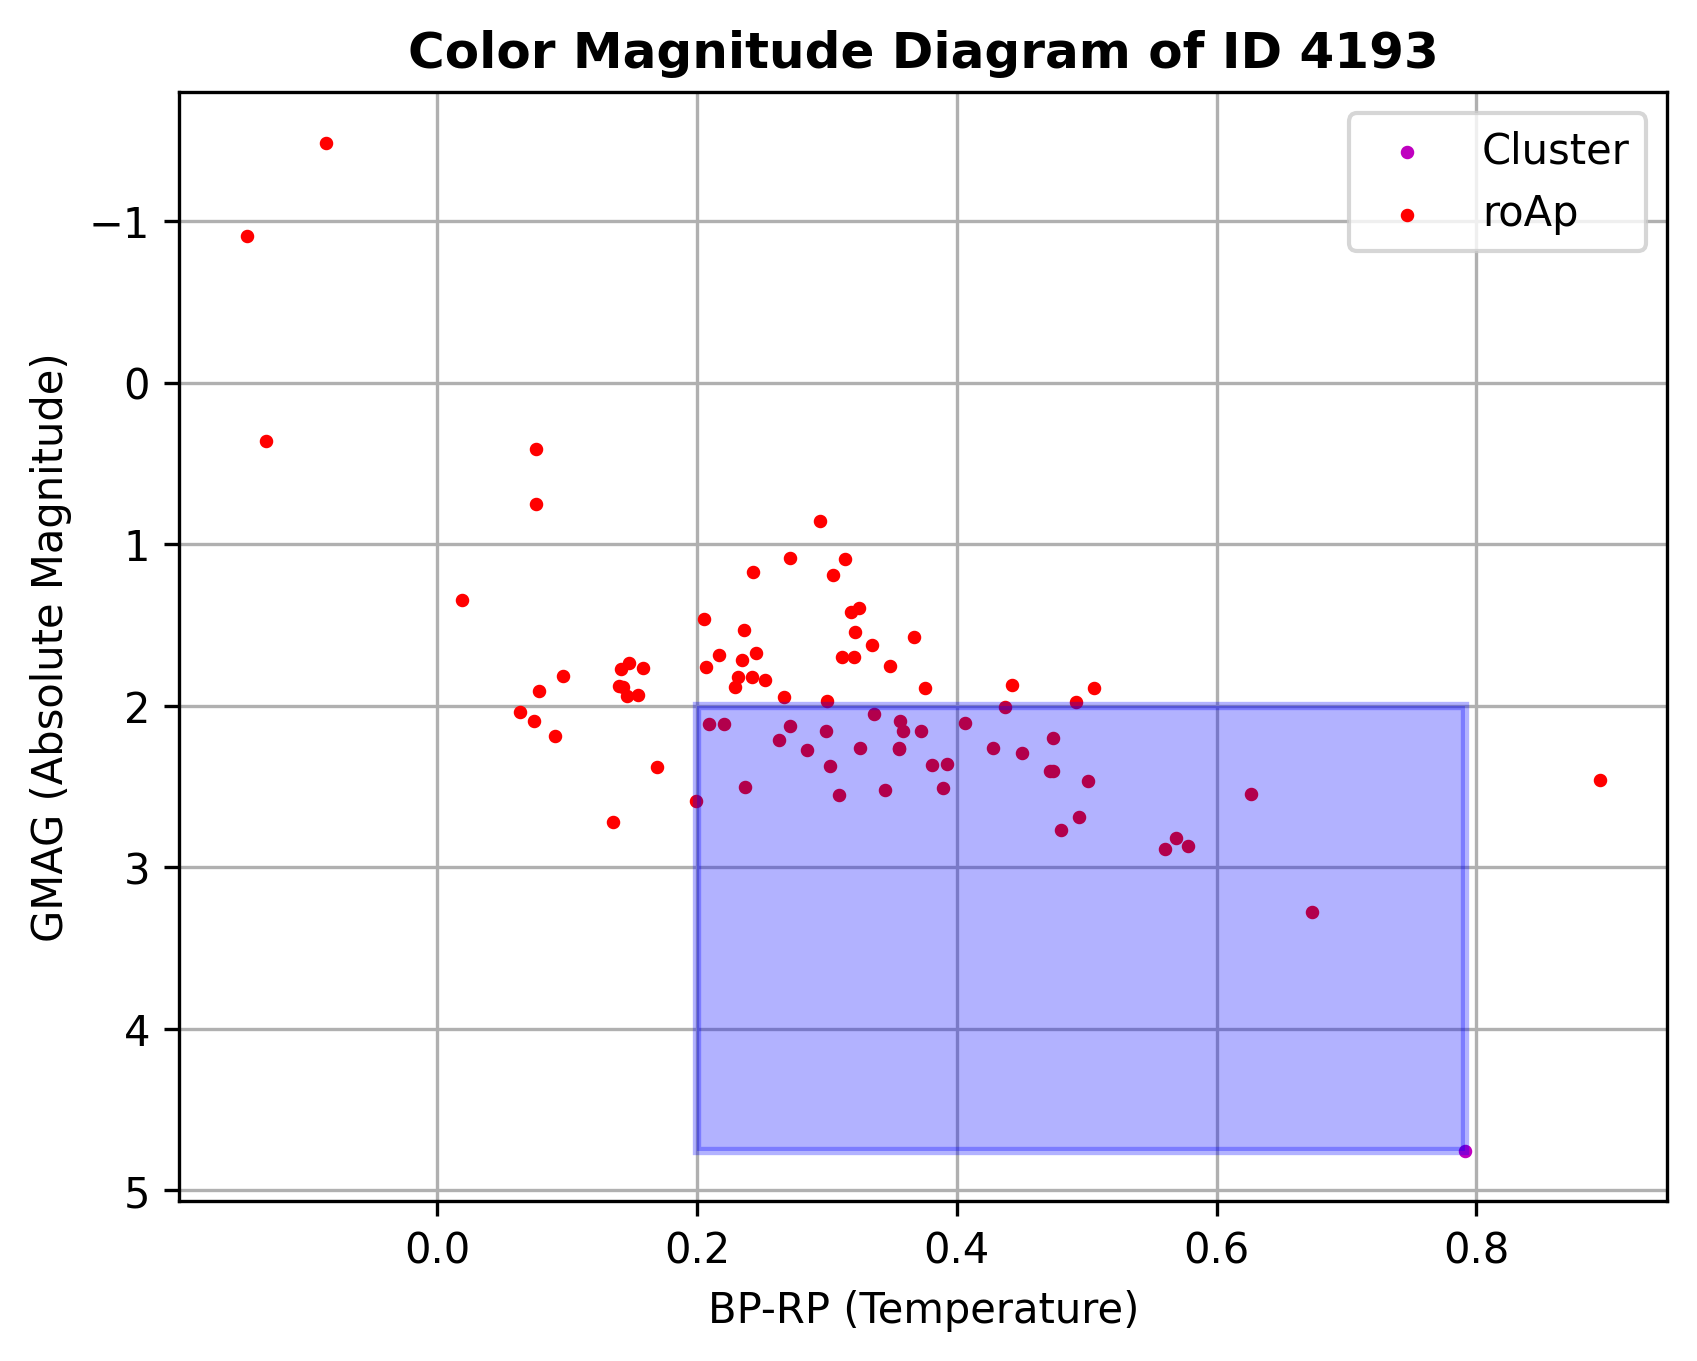 Color Magnitude Diagram of ID 4193
Cluster
roAp
GMAG (Absolute Magnitude)
−1
0
1
2
3
4
5
0.0 0.2 0.4 0.6 0.8
BP-RP (Temperature)